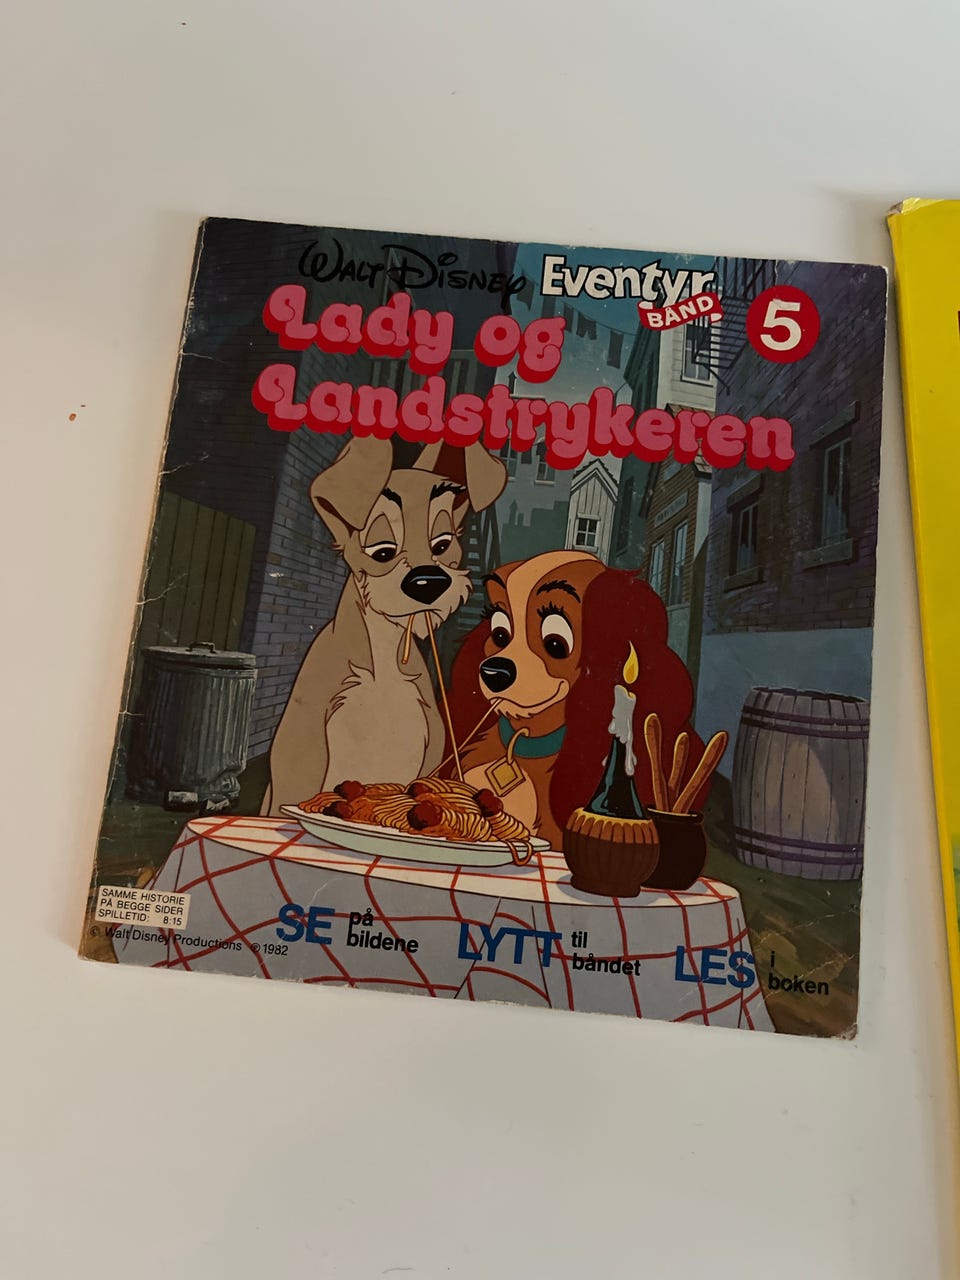 WALT DISNEY Eventyr
BÅND
5
Lady og
Landstrykeren
SAMME HISTORIE
PÅ BEGGE SIDER
SPILLETID: 8:15
© Walt Disney Productions © 1982
SE på
bildene
LYTT til
båndet
LES i
boken